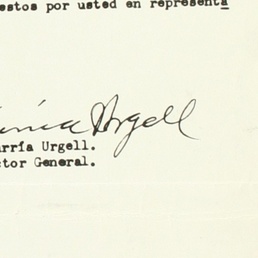 estos por usted en representa
Urgell
arría Urgell.
ctor General.